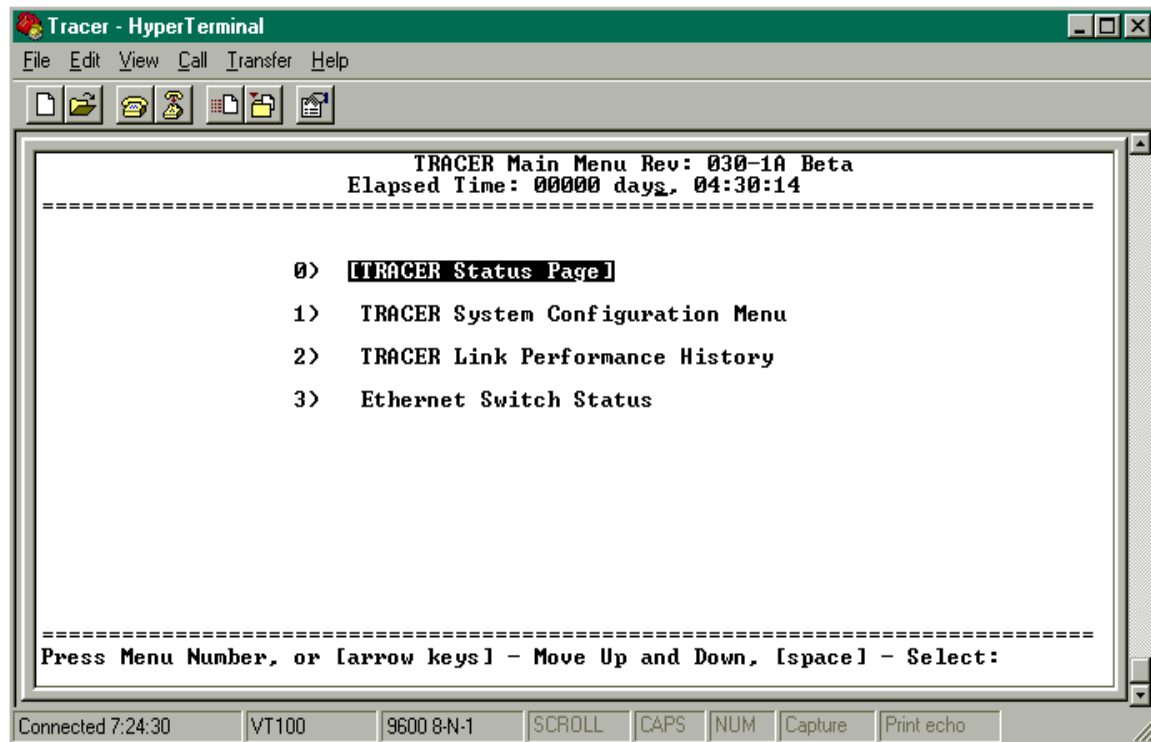 Tracer - HyperTerminal
File Edit View Call Transfer Help
TRACER Main Menu Rev: 030-1A Beta
Elapsed Time: 00000 days, 04:30:14
================================================================================
0> [TRACER Status Page]
1> TRACER System Configuration Menu
2> TRACER Link Performance History
3> Ethernet Switch Status
================================================================================
Press Menu Number, or [arrow keys] - Move Up and Down, [space] - Select:
Connected 7:24:30 VT100 9600 8-N-1 SCROLL CAPS NUM Capture Print echo